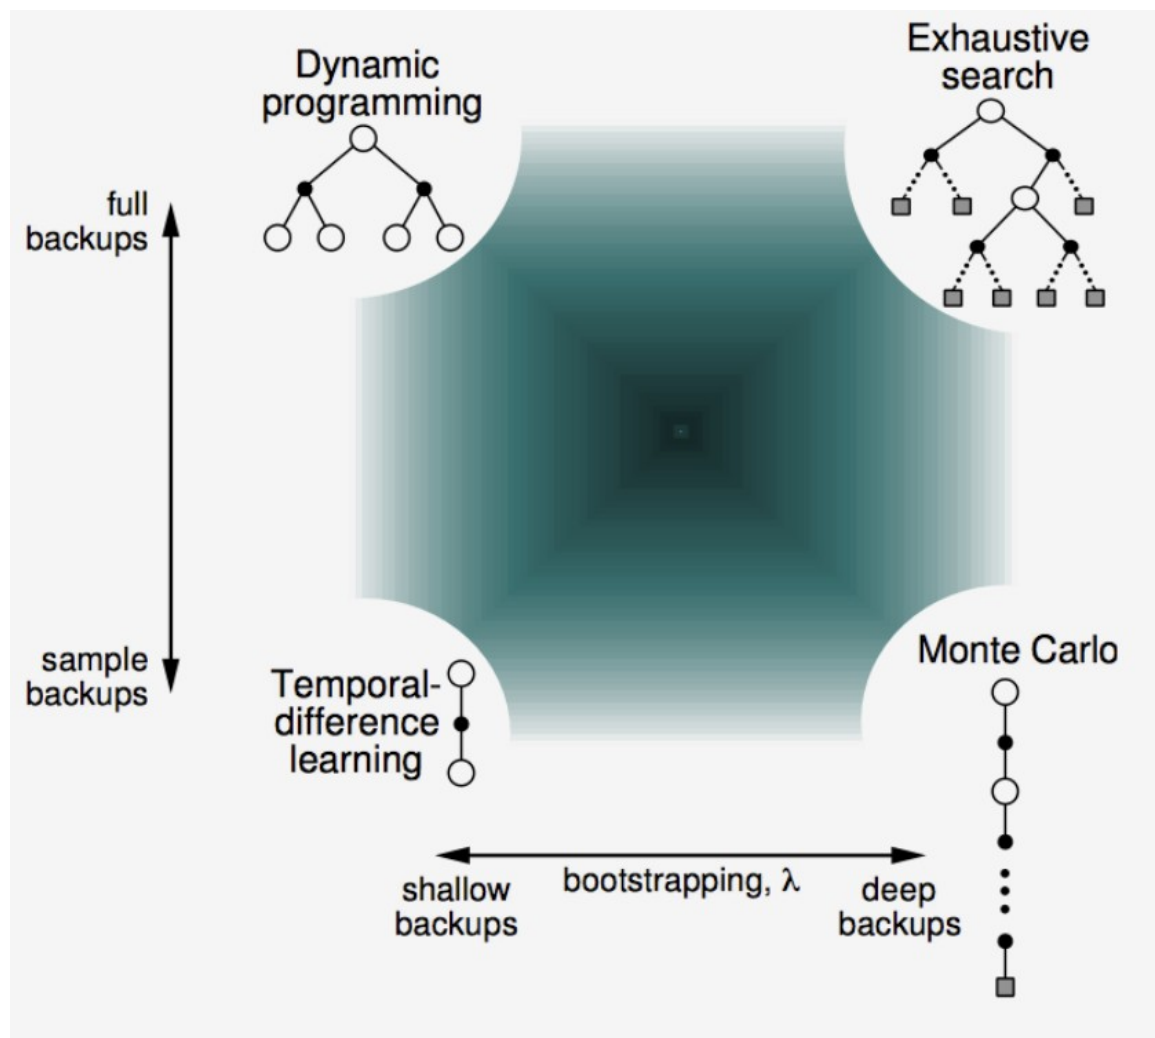 Dynamic
programming
Exhaustive
search
full
backups
sample
backups
Temporal-
difference
learning
Monte Carlo
shallow
backups
bootstrapping, λ
deep
backups